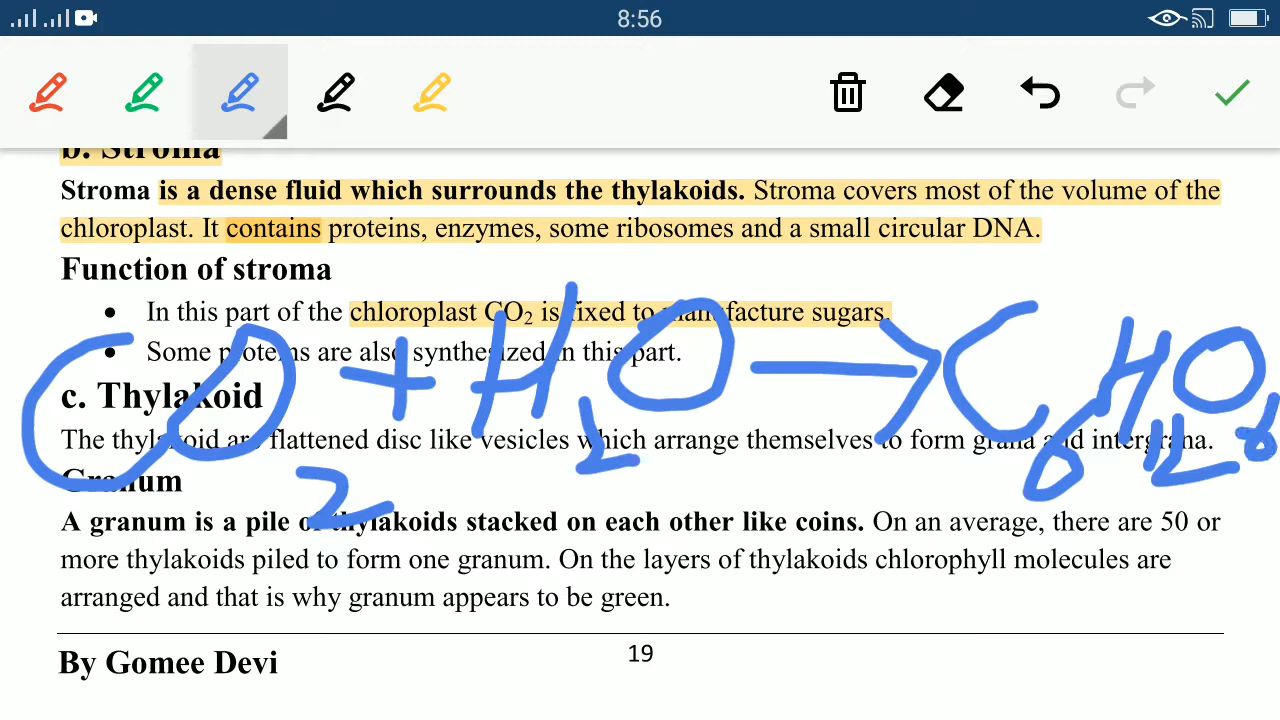 8:56
b. Stroma
Stroma is a dense fluid which surrounds the thylakoids. Stroma covers most of the volume of the
chloroplast. It contains proteins, enzymes, some ribosomes and a small circular DNA.
Function of stroma
• In this part of the chloroplast CO₂ is fixed to manufacture sugars.
• Some proteins are also synthesized in this part.
CO₂ + H₂O → C₆H₁₂O₆
c. Thylakoid
The thylakoid are flattened disc like vesicles which arrange themselves to form grana and intergrana.
Granum
A granum is a pile of thylakoids stacked on each other like coins. On an average, there are 50 or
more thylakoids piled to form one granum. On the layers of thylakoids chlorophyll molecules are
arranged and that is why granum appears to be green.
19
By Gomee Devi